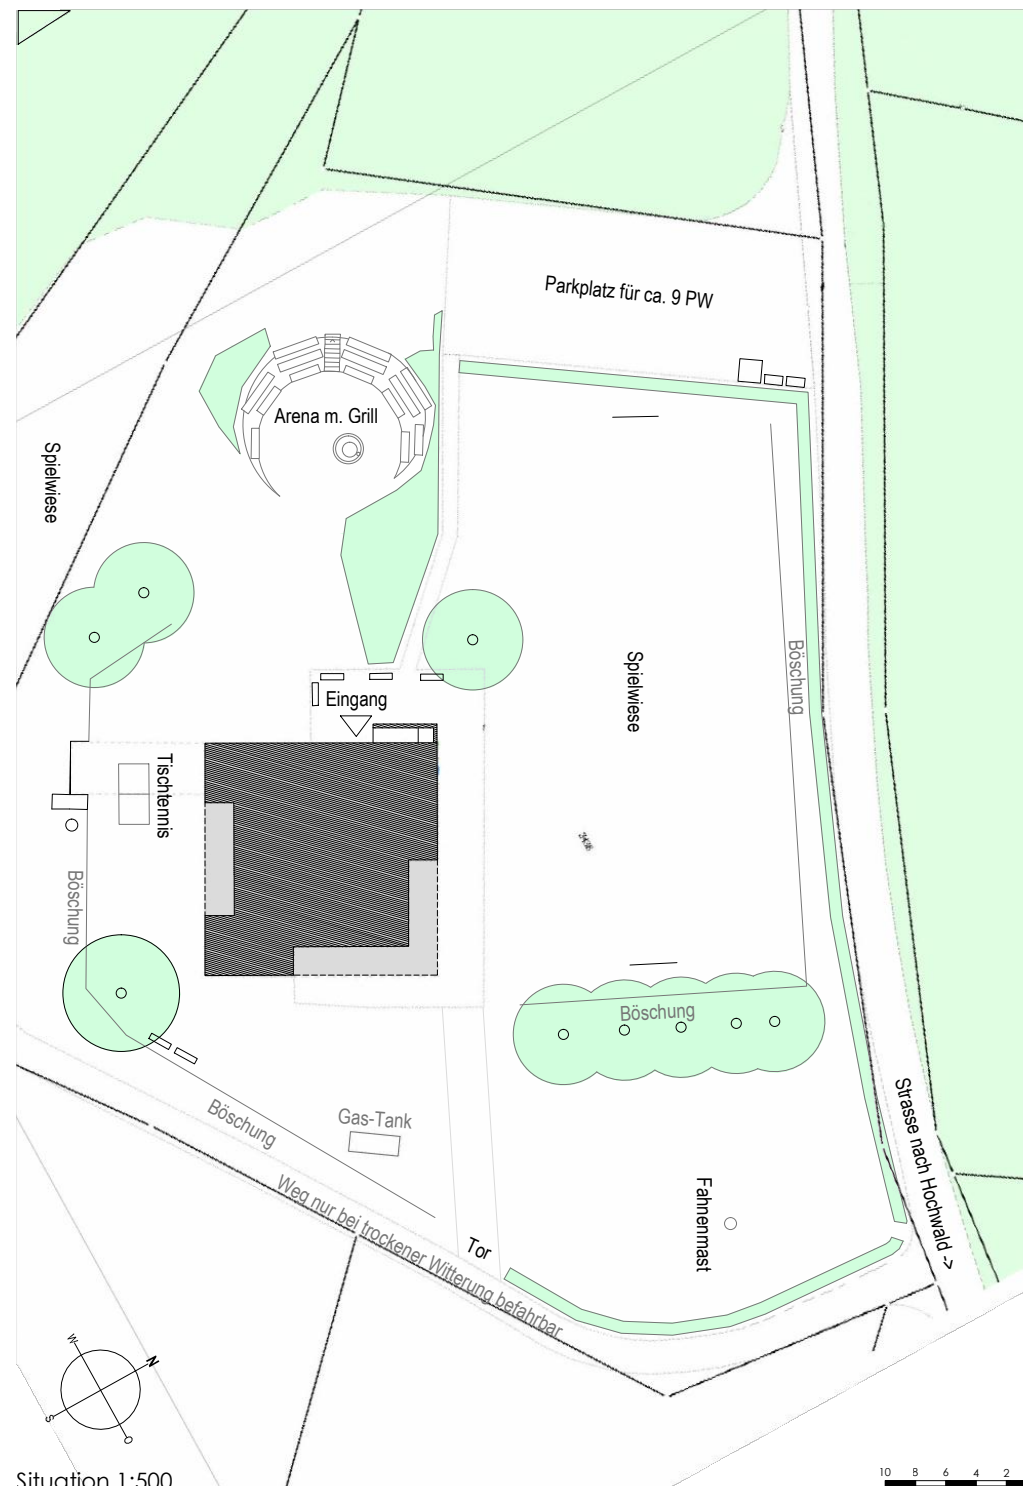 Parkplatz für ca. 9 PW
Arena m. Grill
Spielwiese
Spielwiese
Böschung
Eingang
Tischtennis
Böschung
Böschung
Böschung
Gas-Tank
Weg nur bei trockener Witterung befahrbar
Tor
Fahnenmast
Strasse nach Hochwald ->
W
N
S
O
Situation 1:500
10 8 6 4 2